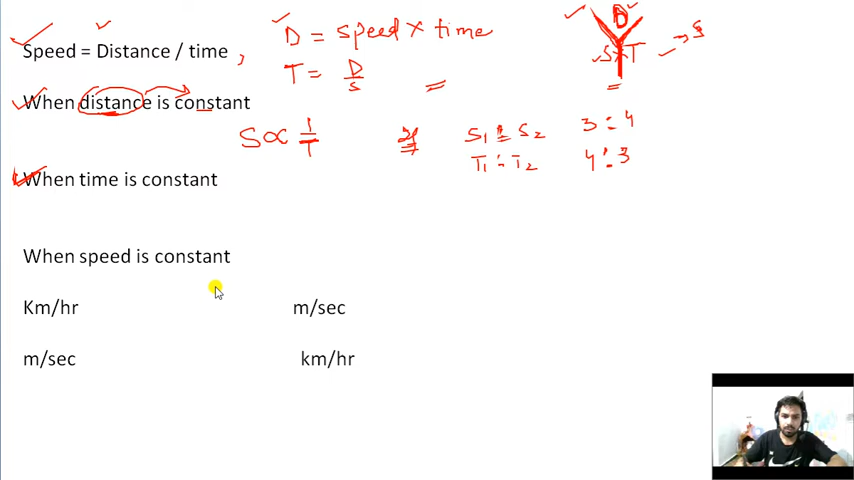 D = speed × time
D
Speed = Distance / time ,
S × T → S
T = D/S
When distance is constant
S ∝ 1/T
S1 : S2
3 : 4
T1 : T2
4 : 3
When time is constant
When speed is constant
Km/hr m/sec
m/sec km/hr